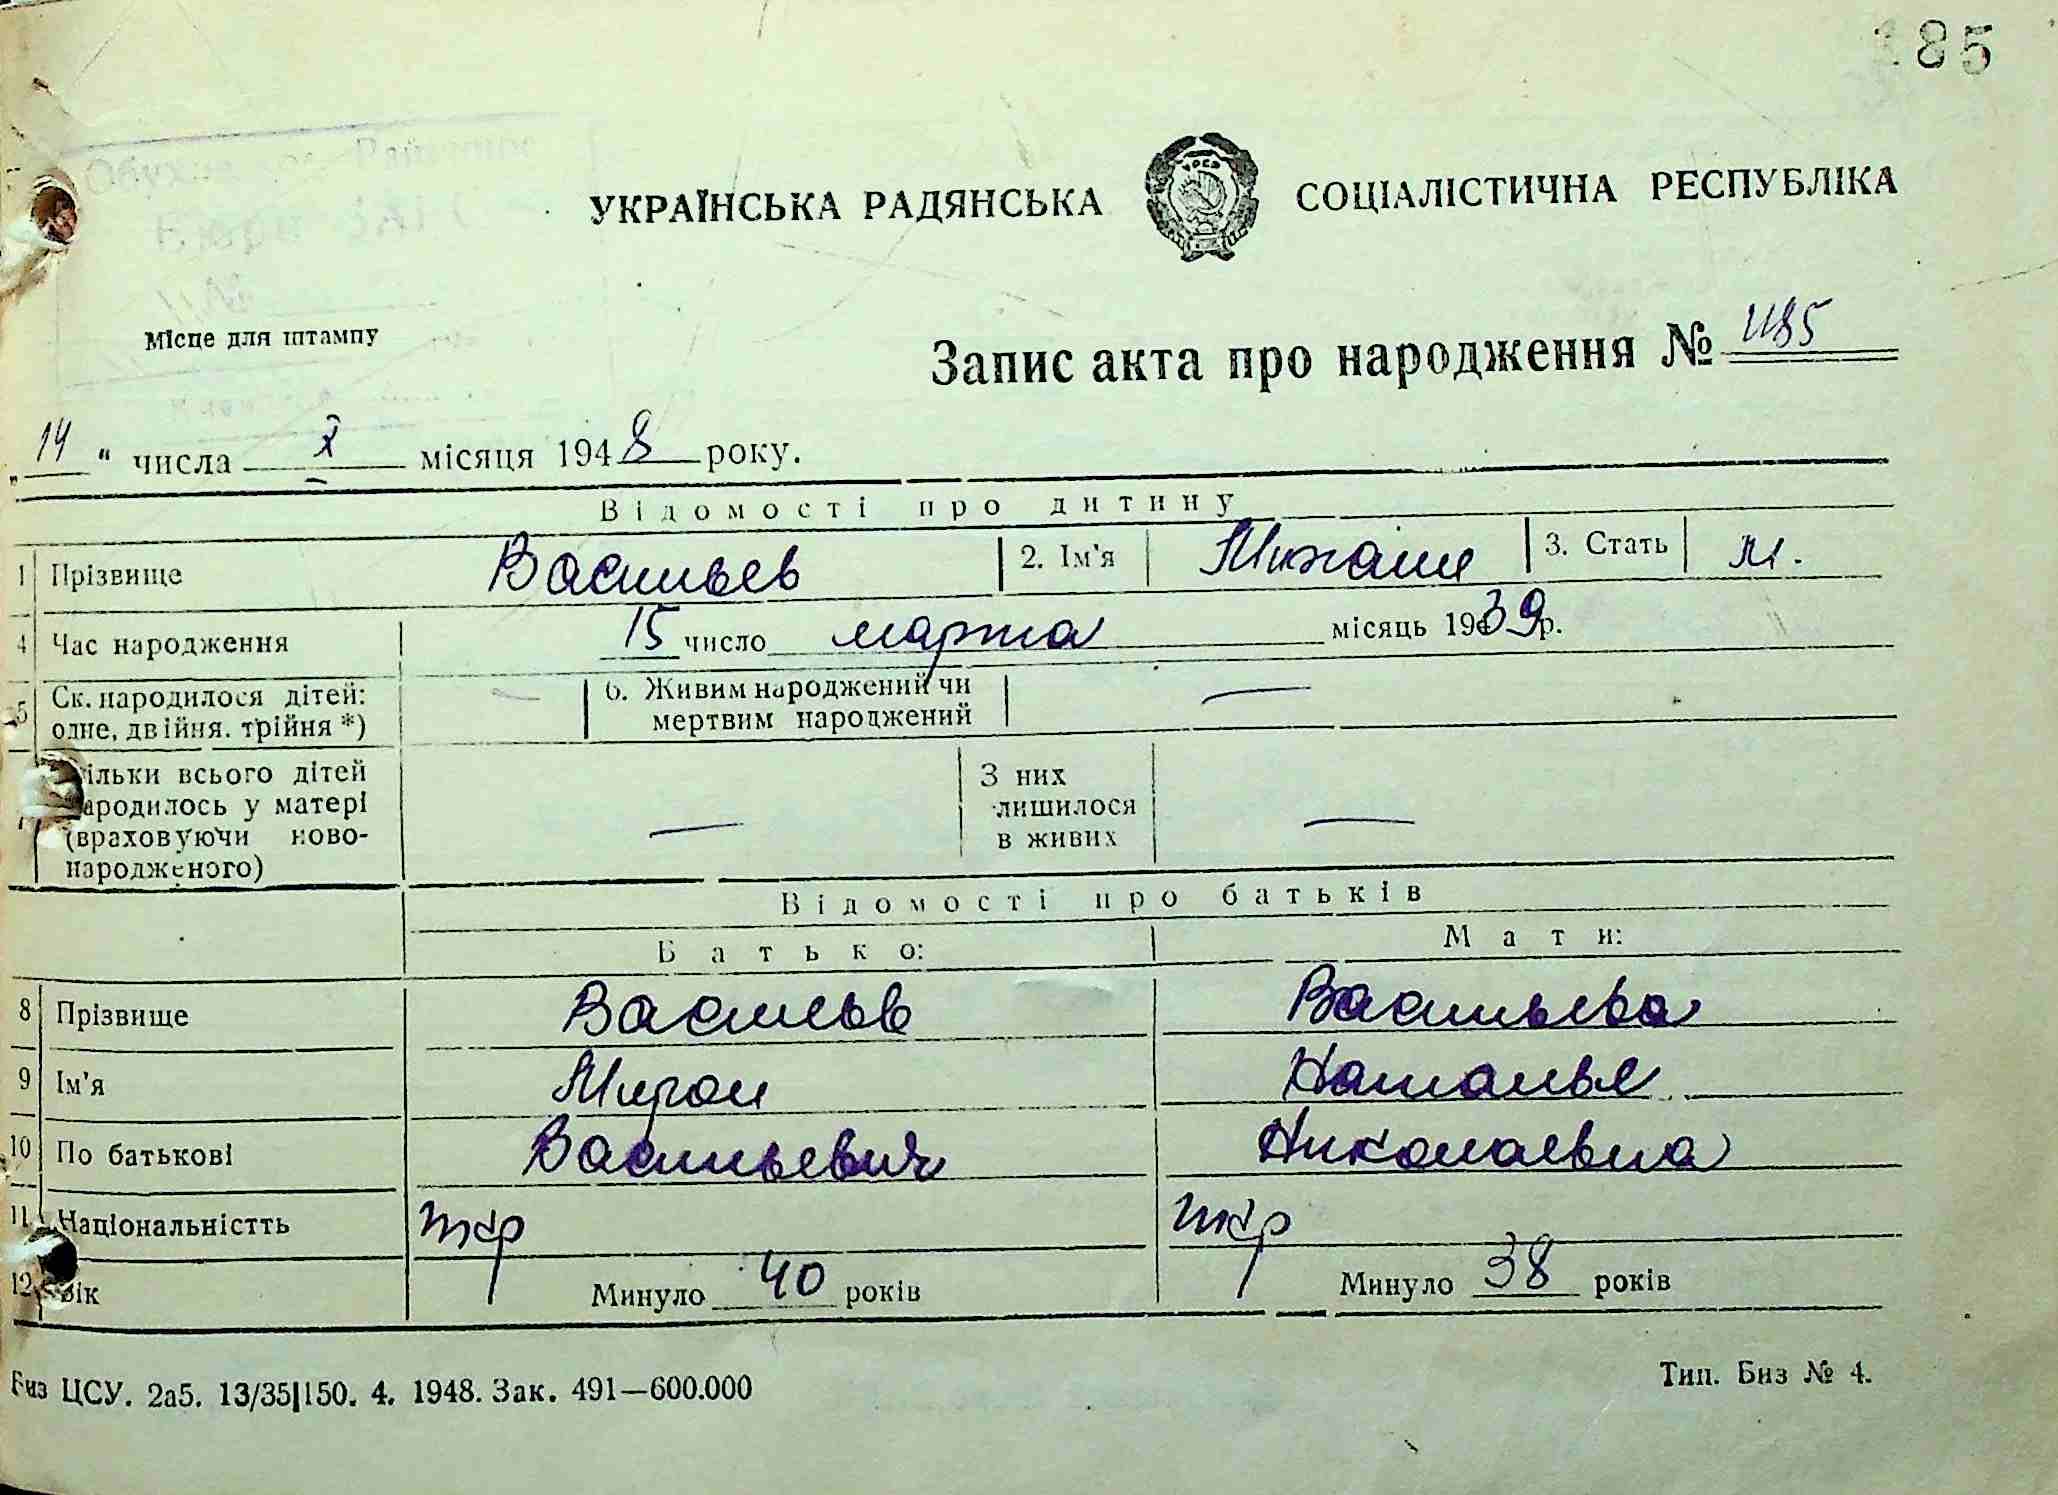 385
УКРАЇНСЬКА РАДЯНСЬКА СОЦІАЛІСТИЧНА РЕСПУБЛІКА
Місце для штампу
Запис акта про народження № 1185
„14“ числа X місяця 1948 року.
Відомості про дитину
1 Прізвище Васильев 2. Ім'я Михаил 3. Стать м.
4 Час народження 15 число марта місяць 1939 р.
5 Ск. народилося дітей: одне, двійня. трійня *) — 6. Живим народжений чи мертвим народжений —
7 Скільки всього дітей народилось у матері (враховуючи новонародженого) — З них лишилося в живих —
Відомості про батьків
Батько: Мати:
8 Прізвище Васильев Васильева
9 Ім'я Мирон Наталья
10 По батькові Васильевич Николаевна
11 Національністть укр укр
12 Вік Минуло 40 років Минуло 38 років
Биз ЦСУ. 2а5. 13/35|150. 4. 1948. Зак. 491—600.000
Тип. Биз № 4.